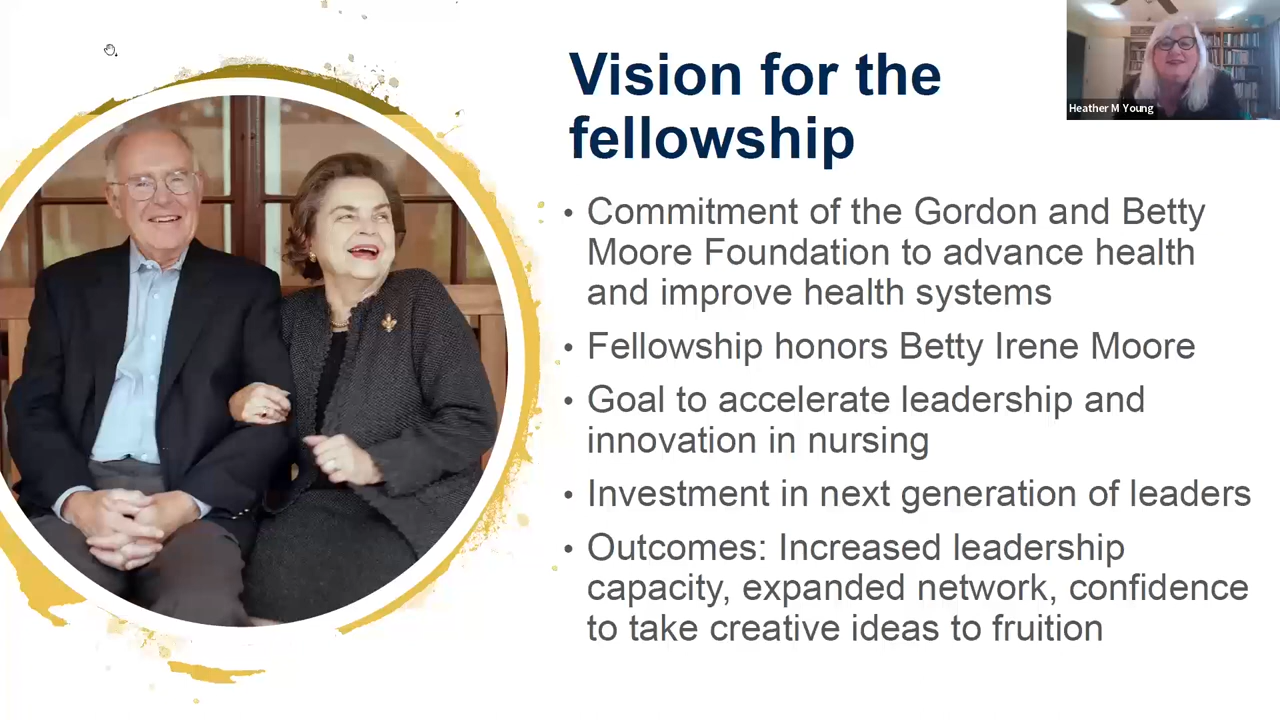 Vision for the
fellowship
Heather M Young
• Commitment of the Gordon and Betty
Moore Foundation to advance health
and improve health systems
• Fellowship honors Betty Irene Moore
• Goal to accelerate leadership and
innovation in nursing
• Investment in next generation of leaders
• Outcomes: Increased leadership
capacity, expanded network, confidence
to take creative ideas to fruition